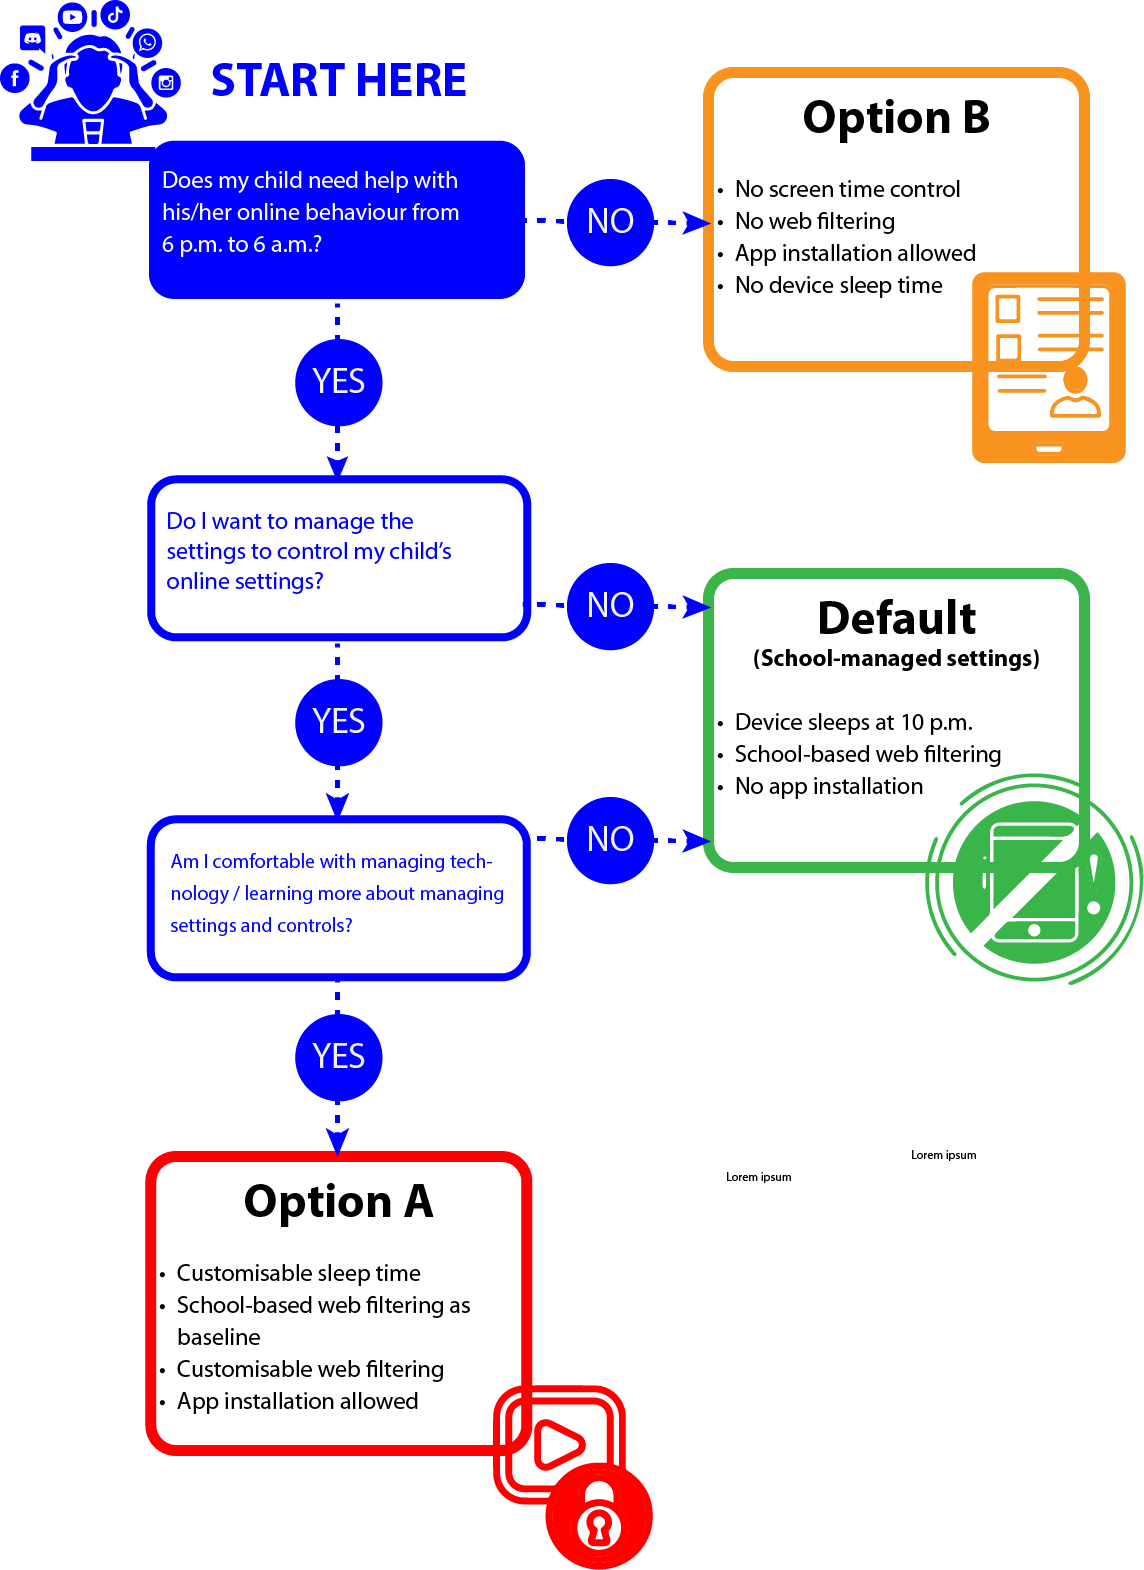 START HERE
Does my child need help with
his/her online behaviour from
6 p.m. to 6 a.m.?
NO
Option B
• No screen time control
• No web filtering
• App installation allowed
• No device sleep time
YES
Do I want to manage the
settings to control my child’s
online settings?
NO
Default
(School-managed settings)
• Device sleeps at 10 p.m.
• School-based web filtering
• No app installation
YES
Am I comfortable with managing tech-
nology / learning more about managing
settings and controls?
NO
YES
Option A
• Customisable sleep time
• School-based web filtering as
baseline
• Customisable web filtering
• App installation allowed
Lorem ipsum
Lorem ipsum